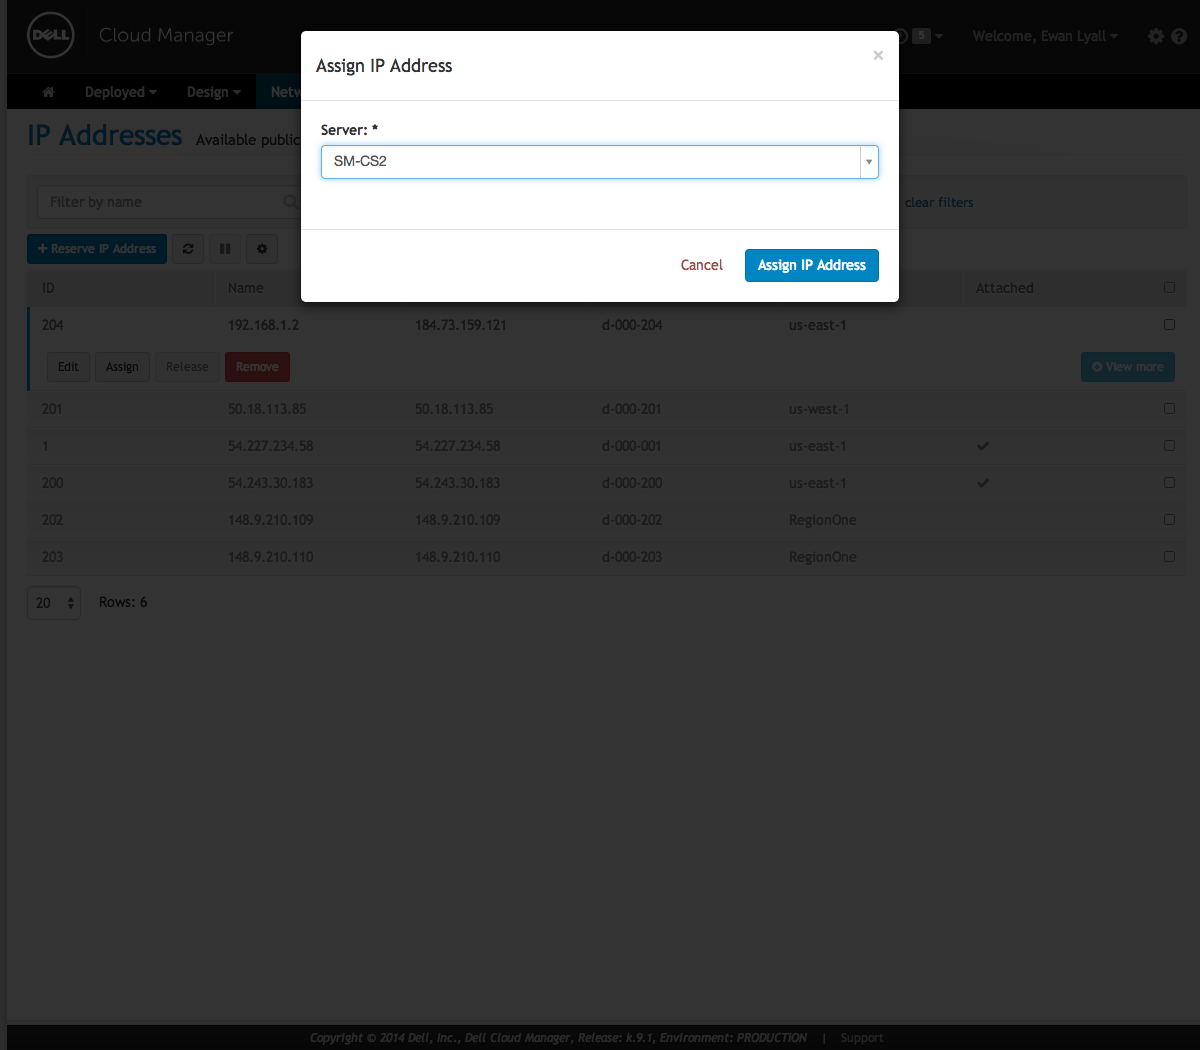 DELL Cloud Manager
5 Welcome, Ewan Lyall
Deployed Design Netw
Assign IP Address ×
Server: *
SM-CS2
Cancel Assign IP Address
IP Addresses Available public
Filter by name clear filters
+ Reserve IP Address
ID Name Attached
204 192.168.1.2 184.73.159.121 d-000-204 us-east-1
Edit Assign Release Remove View more
201 50.18.113.85 50.18.113.85 d-000-201 us-west-1
1 54.227.234.58 54.227.234.58 d-000-001 us-east-1 ✔
200 54.243.30.183 54.243.30.183 d-000-200 us-east-1 ✔
202 148.9.210.109 148.9.210.109 d-000-202 RegionOne
203 148.9.210.110 148.9.210.110 d-000-203 RegionOne
20 Rows: 6
Copyright © 2014 Dell, Inc., Dell Cloud Manager, Release: k.9.1, Environment: PRODUCTION | Support